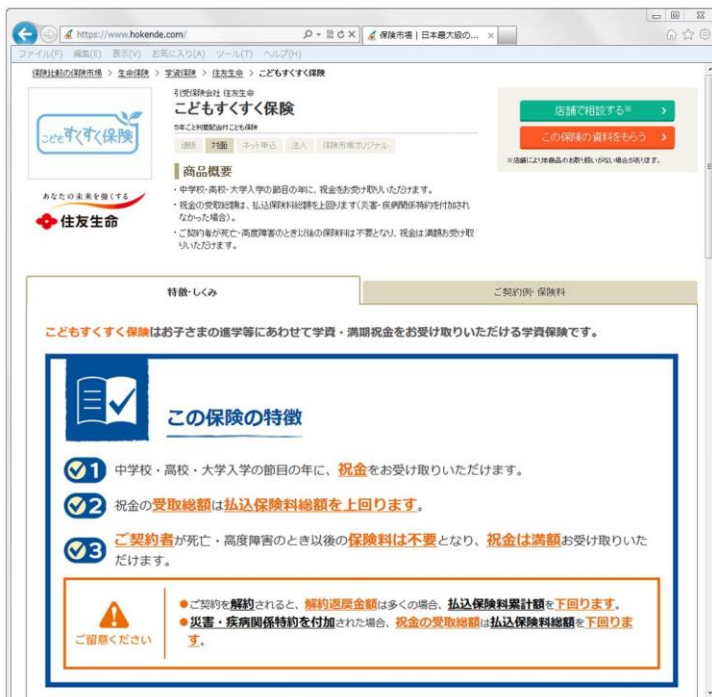 https://www.hokende.com/
保険市場 | 日本最大級の...
ファイル(F) 編集(E) 表示(V) お気に入り(A) ツール(T) ヘルプ(H)
保険比較の保険市場 > 生命保険 > 学資保険 > 住友生命 > こどもすくすく保険
引受保険会社 住友生命
こどもすくすく保険
5年ごと利差配当付こども保険
通販 対面 ネット申込 法人 保険市場オリジナル
商品概要
・中学校・高校・大学入学の節目の年に、祝金をお受け取りいただけます。
・祝金の受取総額は、払込保険料総額を上回ります(災害・疾病関係特約を付加されなかった場合)。
・ご契約者が死亡・高度障害のとき以後の保険料は不要となり、祝金は満額お受け取りいただけます。
こどもすくすく保険
あなたの未来を強くする
住友生命
店舗で相談する※
この保険の資料をもらう
※店舗により本商品のお取り扱いがない場合があります。
特徴・しくみ
ご契約例・保険料
こどもすくすく保険はお子さまの進学等にあわせて学資・満期祝金をお受け取りいただける学資保険です。
この保険の特徴
1 中学校・高校・大学入学の節目の年に、祝金をお受け取りいただけます。
2 祝金の受取総額は払込保険料総額を上回ります。
3 ご契約者が死亡・高度障害のとき以後の保険料は不要となり、祝金は満額お受け取りいた
だけます。
ご留意ください
●ご契約を解約されると、解約返戻金額は多くの場合、払込保険料累計額を下回ります。
●災害・疾病関係特約を付加された場合、祝金の受取総額は払込保険料総額を下回りま
す。